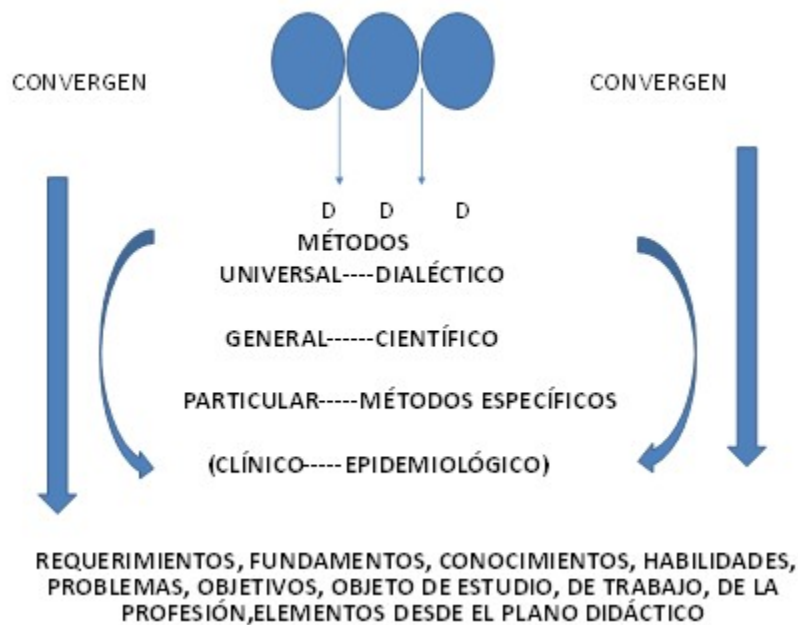 CONVERGEN
CONVERGEN
D D D
MÉTODOS
UNIVERSAL----DIALÉCTICO
GENERAL------CIENTÍFÍCO
PARTICULAR-----MÉTODOS ESPECÍFICOS
(CLÍNICO-----EPIDEMIOLÓGICO)
REQUERIMIENTOS, FUNDAMENTOS, CONOCIMIENTOS, HABILIDADES,
PROBLEMAS, OBJETIVOS, OBJETO DE ESTUDIO, DE TRABAJO, DE LA
PROFESIÓN,ELEMENTOS DESDE EL PLANO DIDÁCTICO